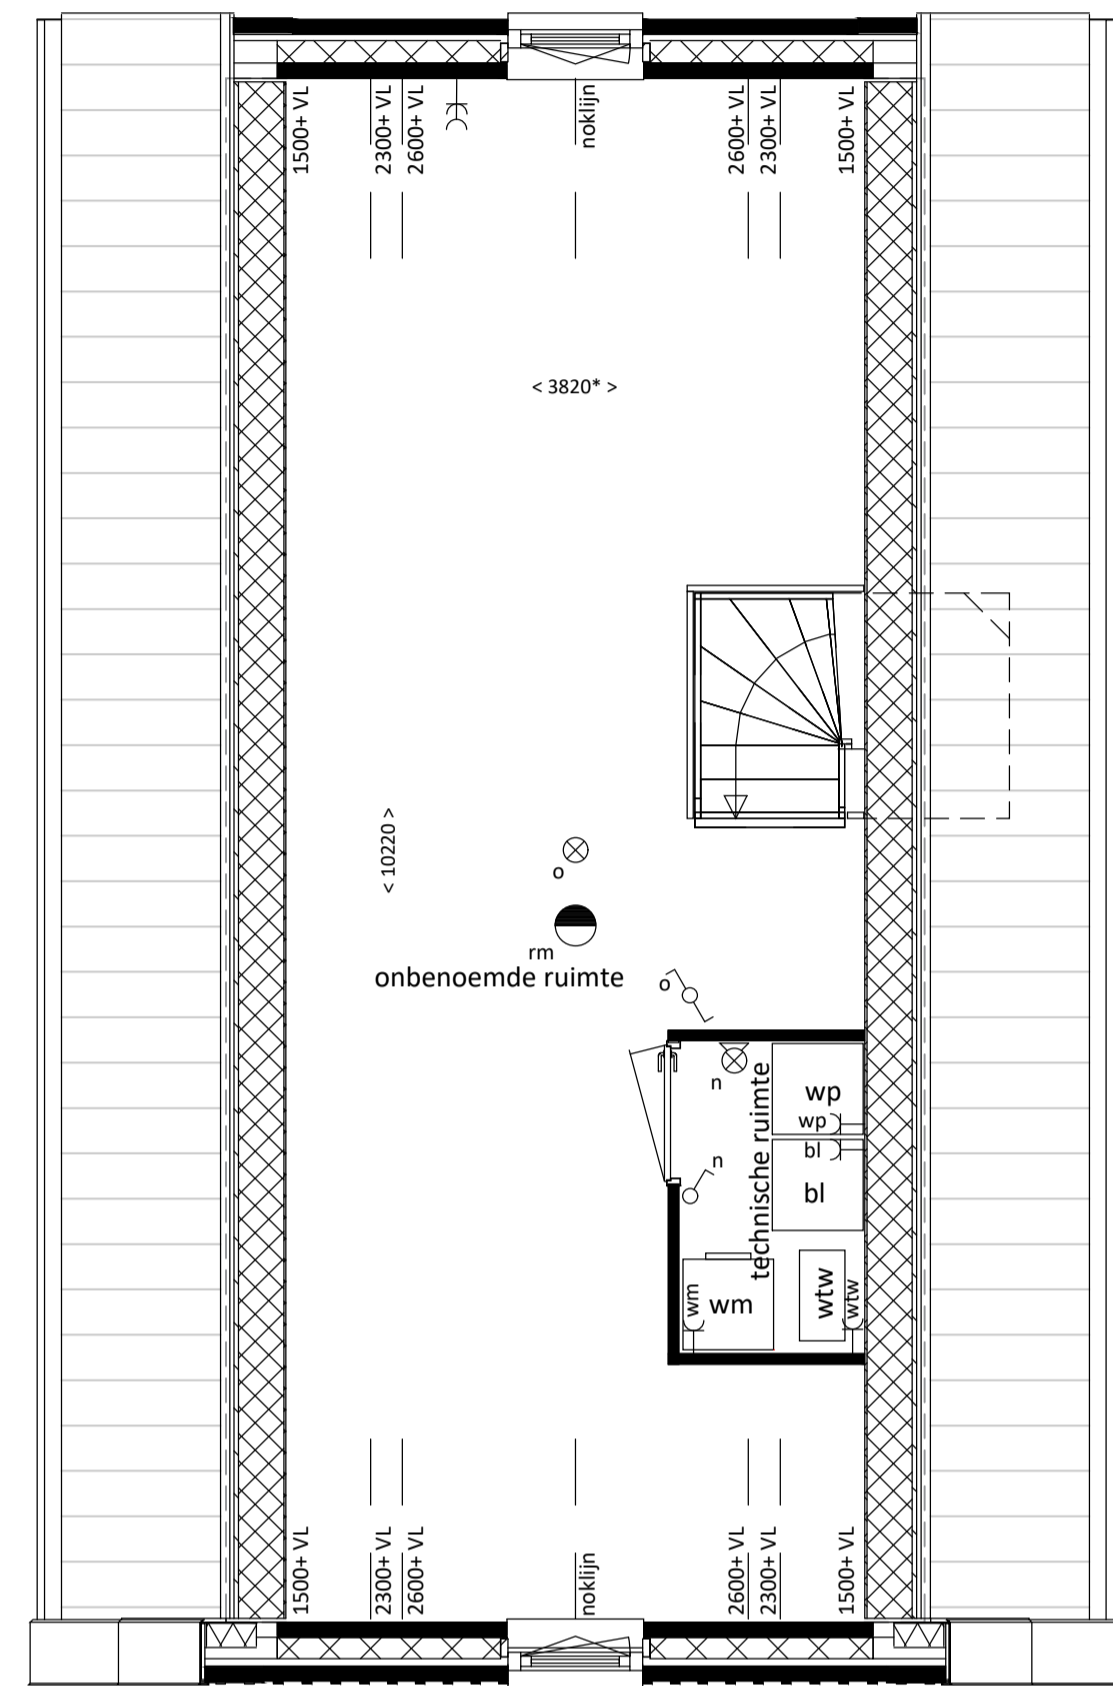 1500+ VL
2300+ VL
2600+ VL
noklijn
2600+ VL
2300+ VL
1500+ VL
< 3820* >
< 10220 >
o
rm
onbenoemde ruimte
o
n
technische ruimte
wp
wp
bl
n
bl
wm
wm
wtw
wtw
1500+ VL
2300+ VL
2600+ VL
noklijn
2600+ VL
2300+ VL
1500+ VL